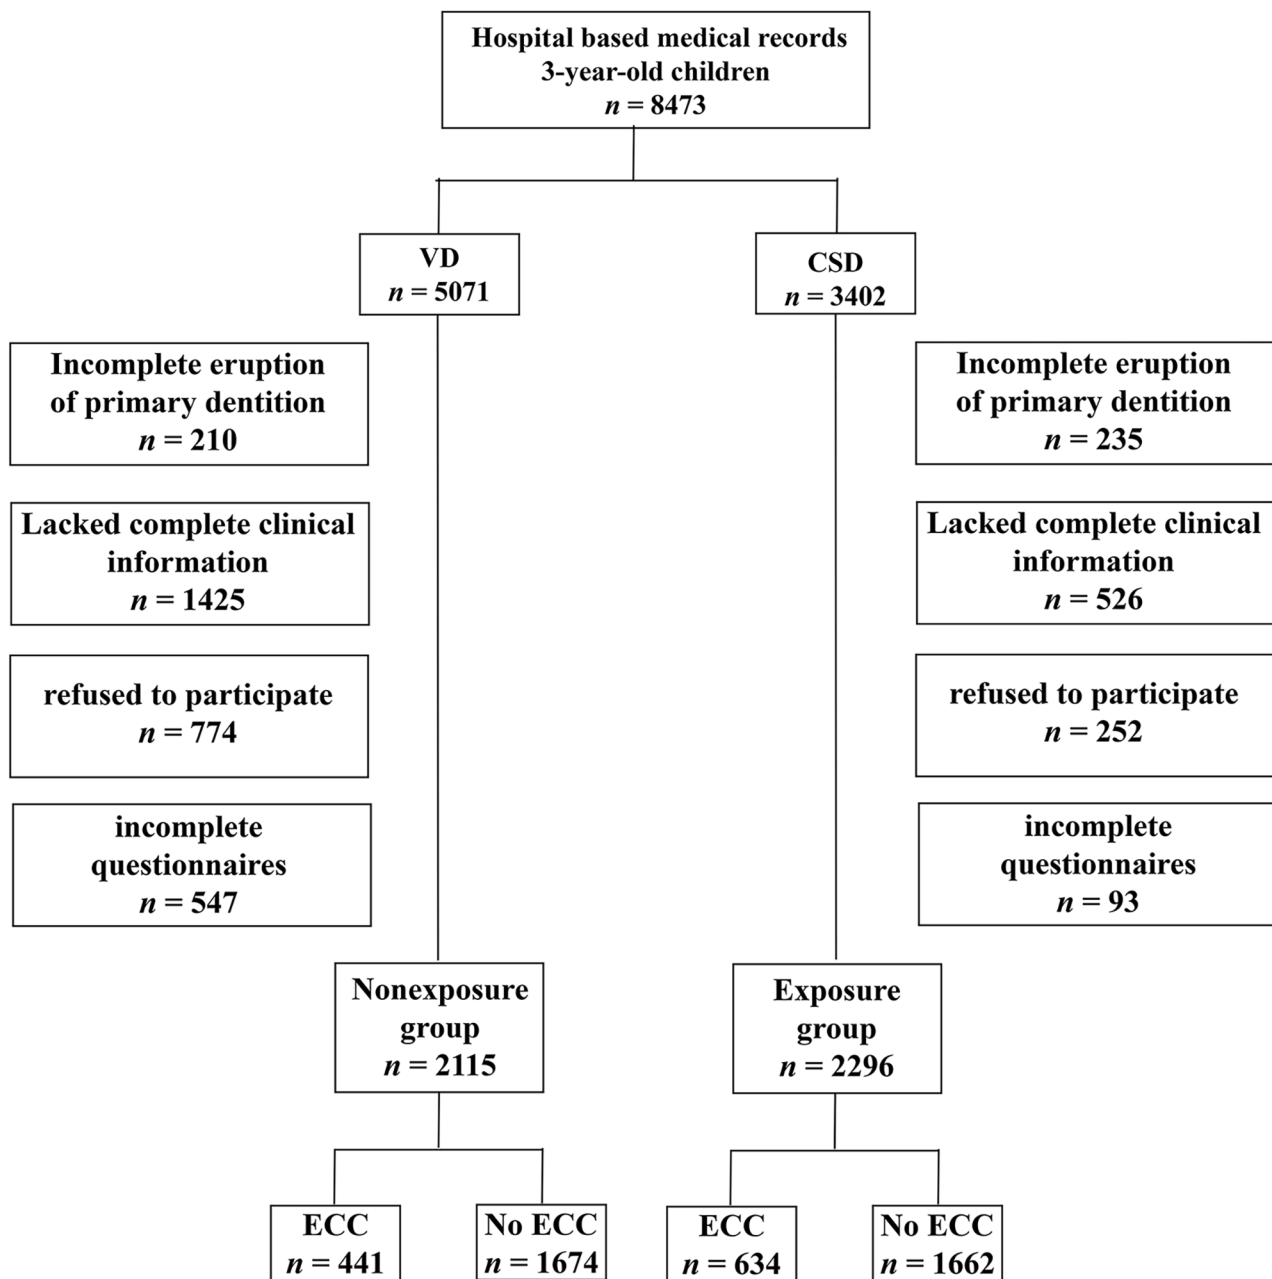 Hospital based medical records
3-year-old children
n = 8473
VD
n = 5071
CSD
n = 3402
Incomplete eruption
of primary dentition
n = 210
Incomplete eruption
of primary dentition
n = 235
Lacked complete clinical
information
n = 1425
Lacked complete clinical
information
n = 526
refused to participate
n = 774
refused to participate
n = 252
incomplete
questionnaires
n = 547
incomplete
questionnaires
n = 93
Nonexposure
group
n = 2115
Exposure
group
n = 2296
ECC
n = 441
No ECC
n = 1674
ECC
n = 634
No ECC
n = 1662